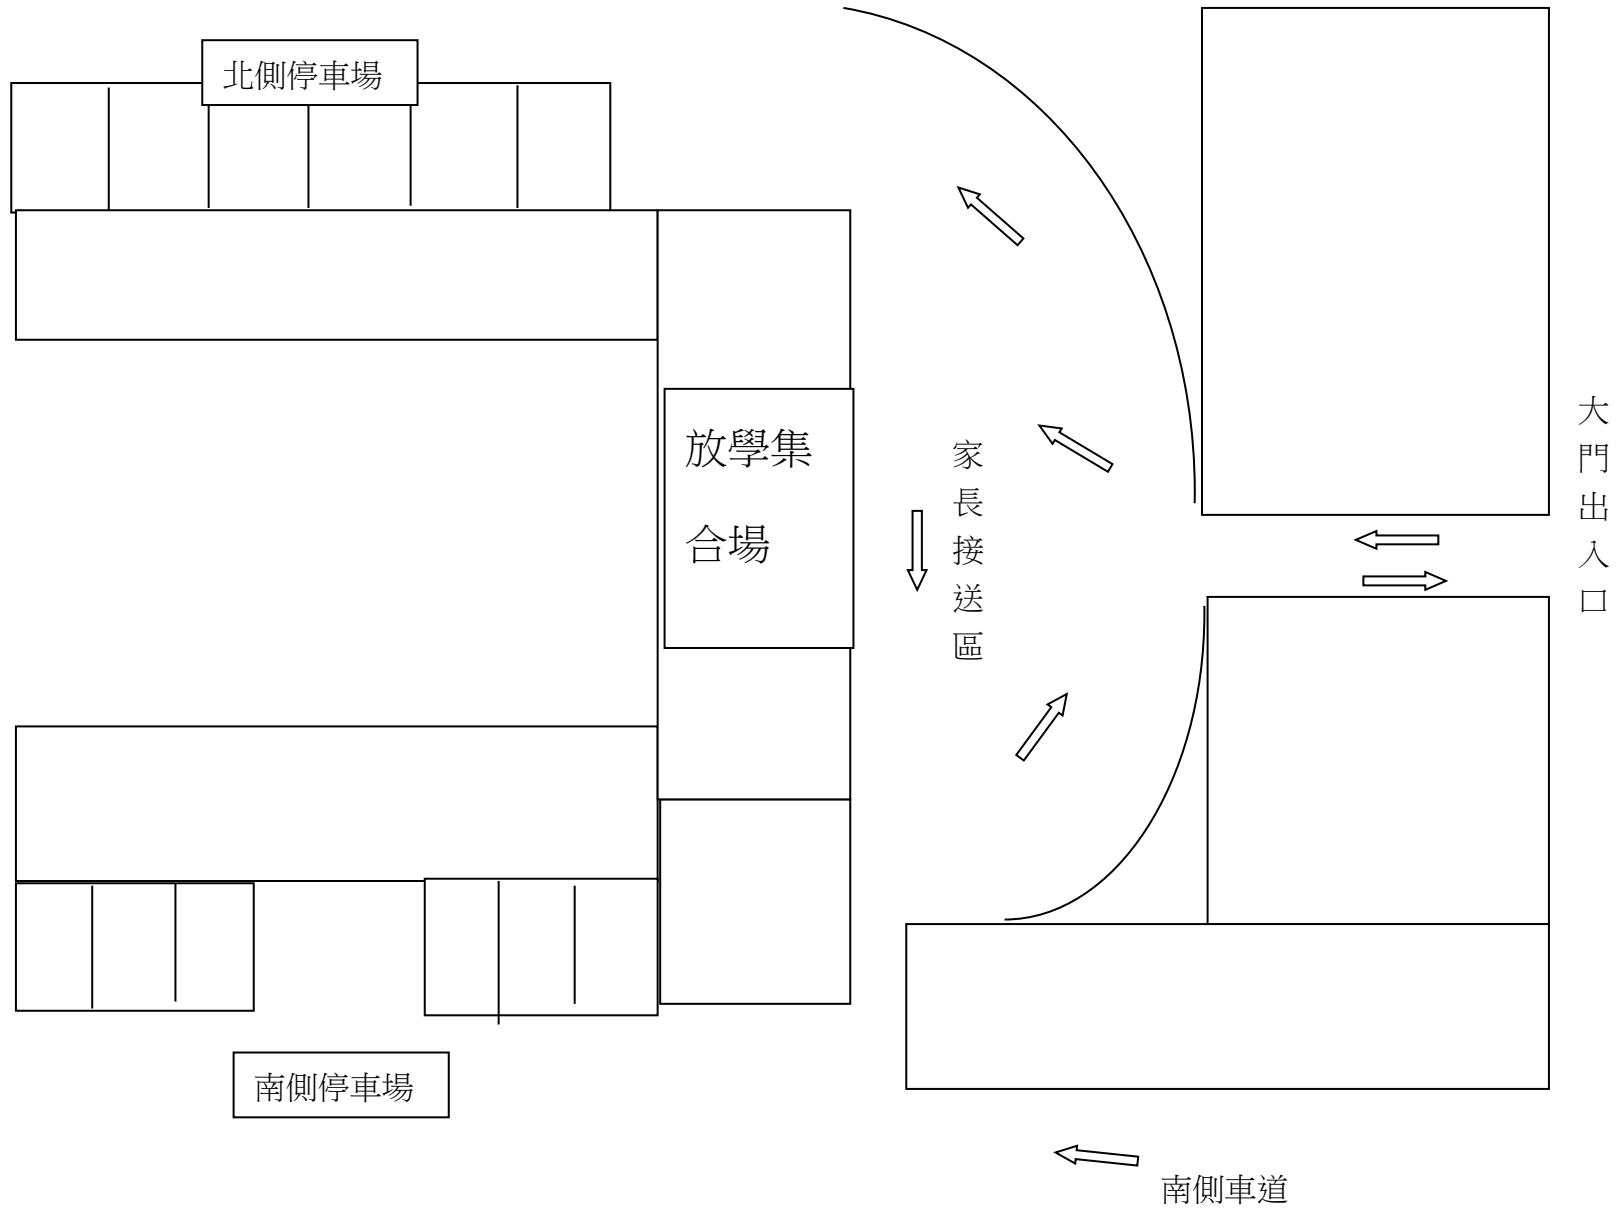 北側停車場
放學集
合場
家長接送區
大門出入口
南側停車場
南側車道